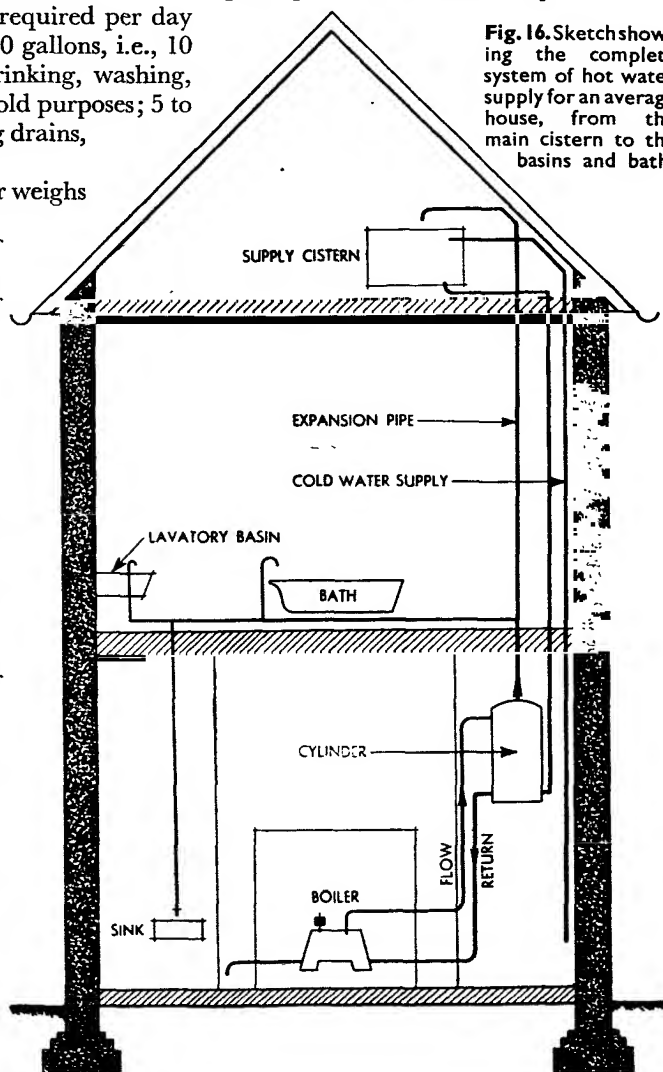 required per day
0 gallons, i.e., 10
rinking, washing,
old purposes; 5 to
g drains,
r weighs
Fig. 16. Sketch show
ing the complet
system of hot wate
supply for an averag
house, from th
main cistern to th
basins and bath
SUPPLY CISTERN
EXPANSION PIPE
COLD WATER SUPPLY
LAVATORY BASIN
BATH
CYLINDER
FLOW
RETURN
BOILER
SINK